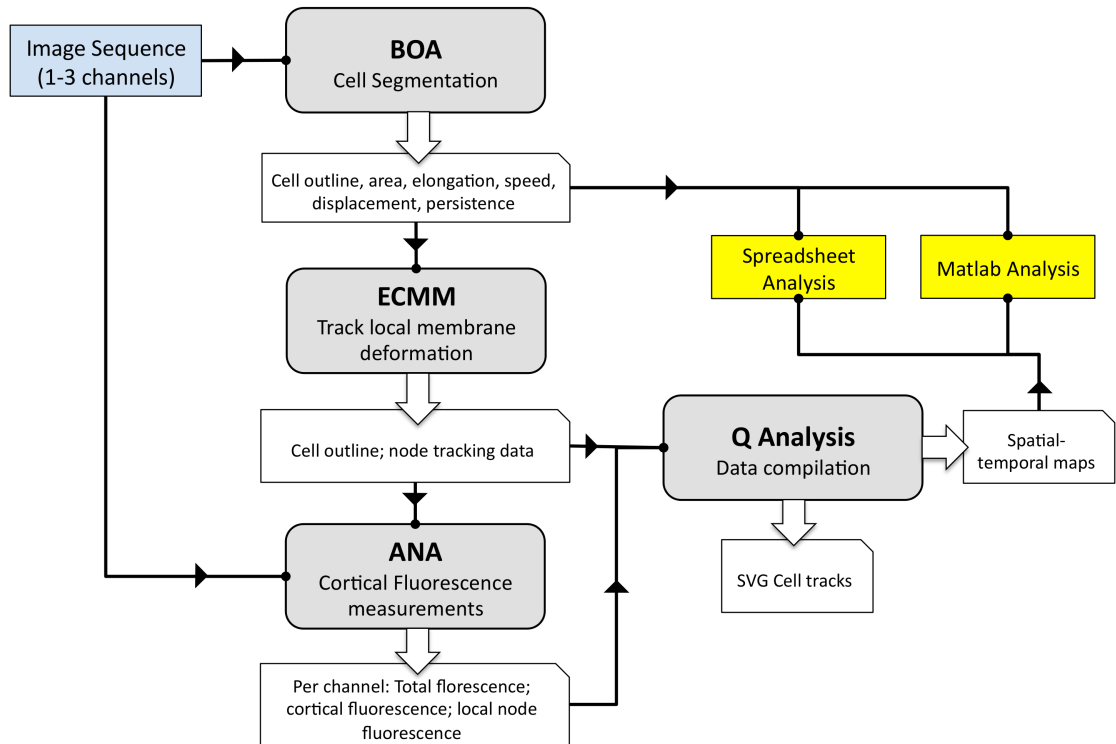 Image Sequence
(1-3 channels)
BOA
Cell Segmentation
Cell outline, area, elongation, speed,
displacement, persistence
Spreadsheet
Analysis
Matlab Analysis
ECMM
Track local membrane
deformation
Cell outline; node tracking data
Q Analysis
Data compilation
Spatial-
temporal maps
ANA
Cortical Fluorescence
measurements
SVG Cell tracks
Per channel: Total florescence;
cortical fluorescence; local node
fluorescence